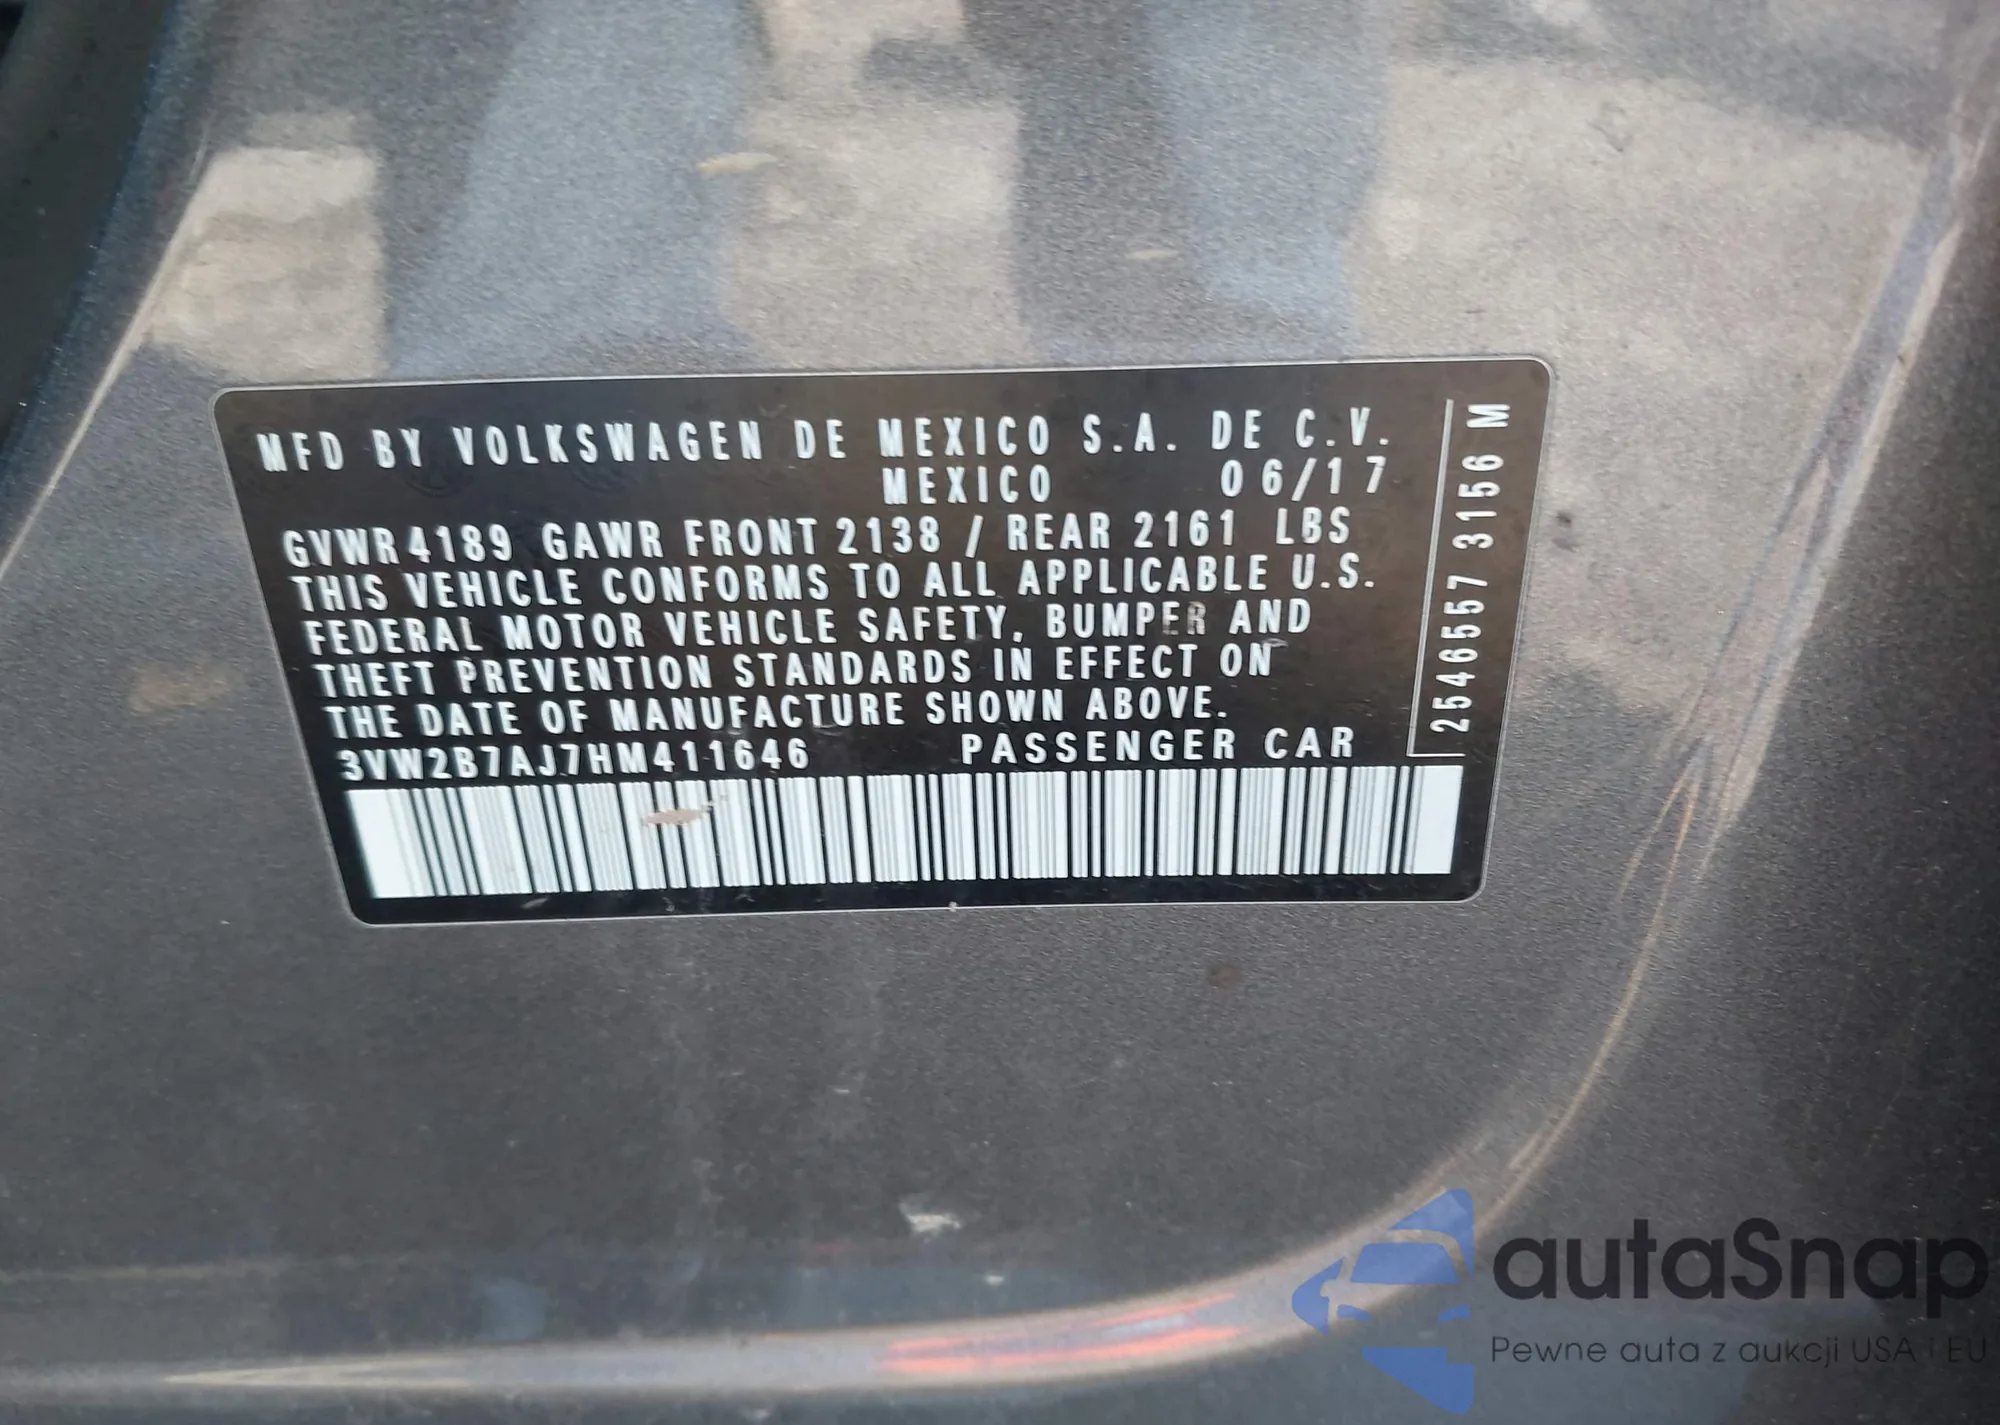 MFD BY VOLKSWAGEN DE MEXICO S.A. DE C.V.
MEXICO 06/17
GVWR 4189 GAWR FRONT 2138 / REAR 2161 LBS
THIS VEHICLE CONFORMS TO ALL APPLICABLE U.S.
FEDERAL MOTOR VEHICLE SAFETY, BUMPER AND
THEFT PREVENTION STANDARDS IN EFFECT ON
THE DATE OF MANUFACTURE SHOWN ABOVE.
3VW2B7AJ7HM411646 PASSENGER CAR
2546557 3156 M
autaSnap
Pewne auta z aukcji USA i EU